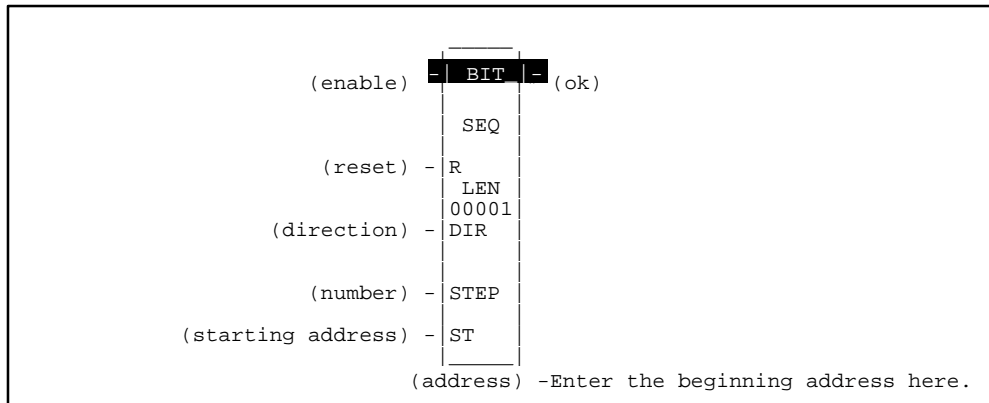 (enable) -| BIT_ |- (ok)
SEQ
(reset) -|R
LEN
00001
(direction) -|DIR
(number) -|STEP
(starting address) -|ST
(address) -Enter the beginning address here.